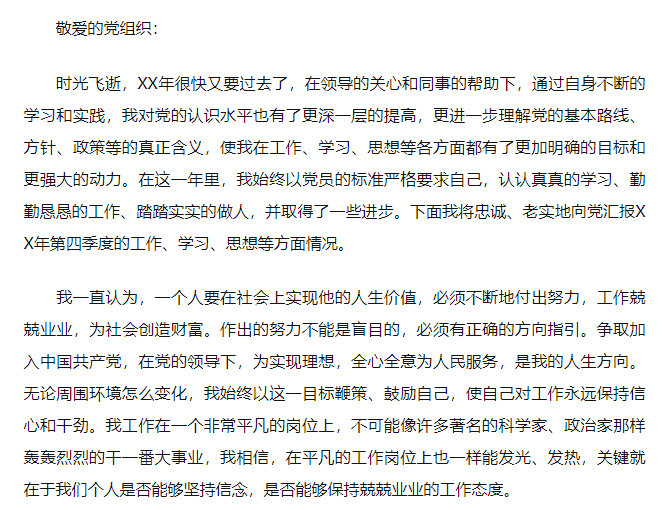 敬爱的党组织：
时光飞逝，XX年很快又要过去了，在领导的关心和同事的帮助下，通过自身不断的
学习和实践，我对党的认识水平也有了更深一层的提高，更进一步理解党的基本路线、
方针、政策等的真正含义，使我在工作、学习、思想等各方面都有了更加明确的目标和
更强大的动力。在这一年里，我始终以党员的标准严格要求自己，认认真真的学习、勤
勤恳恳的工作、踏踏实实的做人，并取得了一些进步。下面我将忠诚、老实地向党汇报X
X年第四季度的工作、学习、思想等方面情况。
我一直认为，一个人要在社会上实现他的人生价值，必须不断地付出努力，工作兢
兢业业，为社会创造财富。作出的努力不能是盲目的，必须有正确的方向指引。争取加
入中国共产党，在党的领导下，为实现理想，全心全意为人民服务，是我的人生方向。
无论周围环境怎么变化，我始终以这一目标鞭策、鼓励自己，使自己对工作永远保持信
心和干劲。我工作在一个非常平凡的岗位上，不可能像许多著名的科学家、政治家那样
轰轰烈烈的干一番大事业，我相信，在平凡的工作岗位上也一样能发光、发热，关键就
在于我们个人是否能够坚持信念，是否能够保持兢兢业业的工作态度。